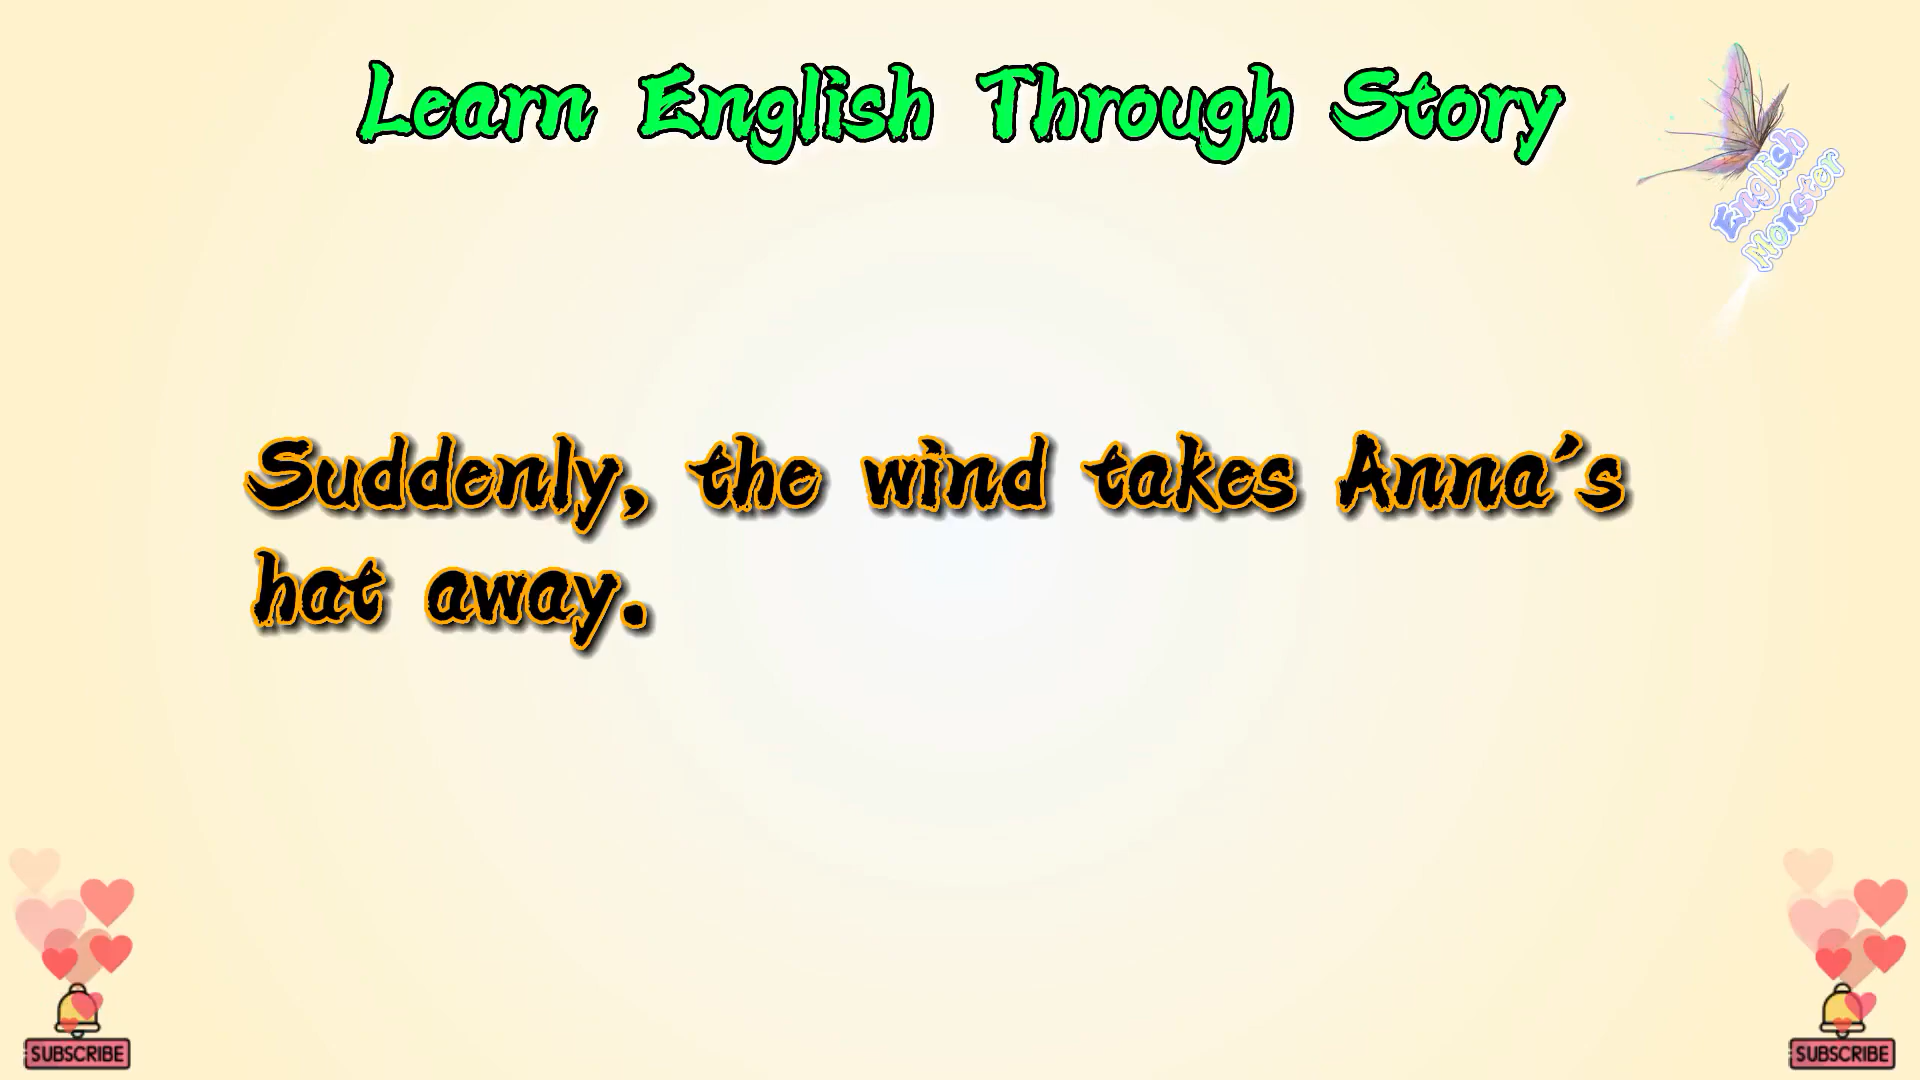 Learn English Through Story
English
Monster
Suddenly, the wind takes Anna's
hat away.
SUBSCRIBE
SUBSCRIBE